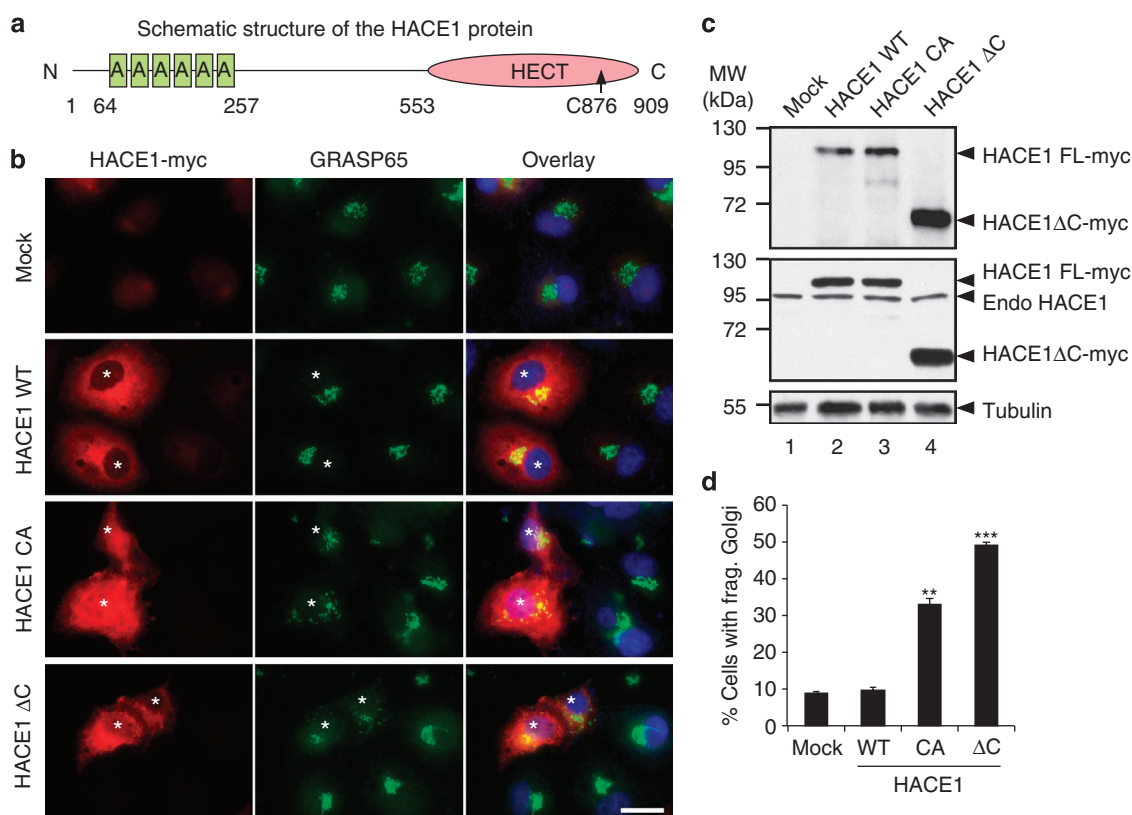 a
Schematic structure of the HACE1 protein
N A A A A A A HECT C
1 64 257 553 C876 909
b
HACE1-myc GRASP65 Overlay
Mock
* *
* *
HACE1 WT
* * *
* * *
HACE1 CA
* * *
* * *
HACE1 ΔC
* * *
* * *
c
MW
(kDa)
Mock HACE1 WT HACE1 CA HACE1 ΔC
130
95
72
HACE1 FL-myc
HACE1ΔC-myc
130
95
72
HACE1 FL-myc
Endo HACE1
HACE1ΔC-myc
55 Tubulin
1 2 3 4
d
% Cells with frag. Golgi
60
50
40
30
20
10
0
**
***
Mock WT CA ΔC
HACE1